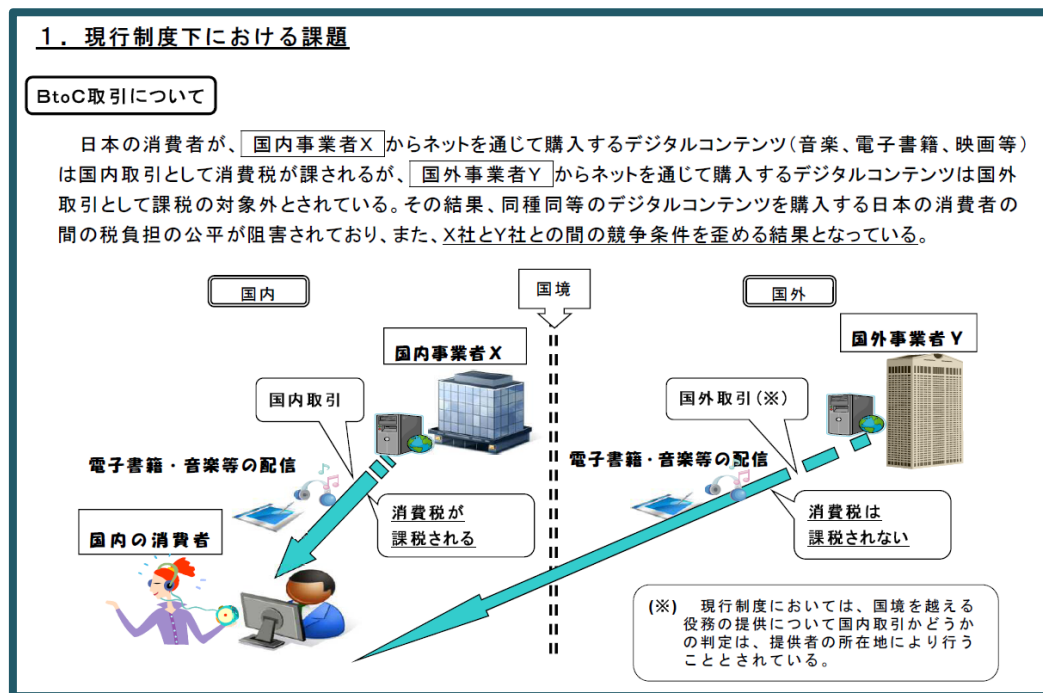 １．現行制度下における課題
BtoC取引について
日本の消費者が、国内事業者Xからネットを通じて購入するデジタルコンテンツ（音楽、電子書籍、映画等）
は国内取引として消費税が課されるが、国外事業者Yからネットを通じて購入するデジタルコンテンツは国外
取引として課税の対象外とされている。その結果、同種同等のデジタルコンテンツを購入する日本の消費者の
間の税負担の公平が阻害されており、また、X社とY社との間の競争条件を歪める結果となっている。
国内
国境
国外
国内事業者X
国外事業者Y
国内取引
国外取引（※）
電子書籍・音楽等の配信
電子書籍・音楽等の配信
消費税が
課税される
消費税は
課税されない
国内の消費者
(※) 現行制度においては、国境を越える
役務の提供について国内取引かどうか
の判定は、提供者の所在地により行う
こととされている。